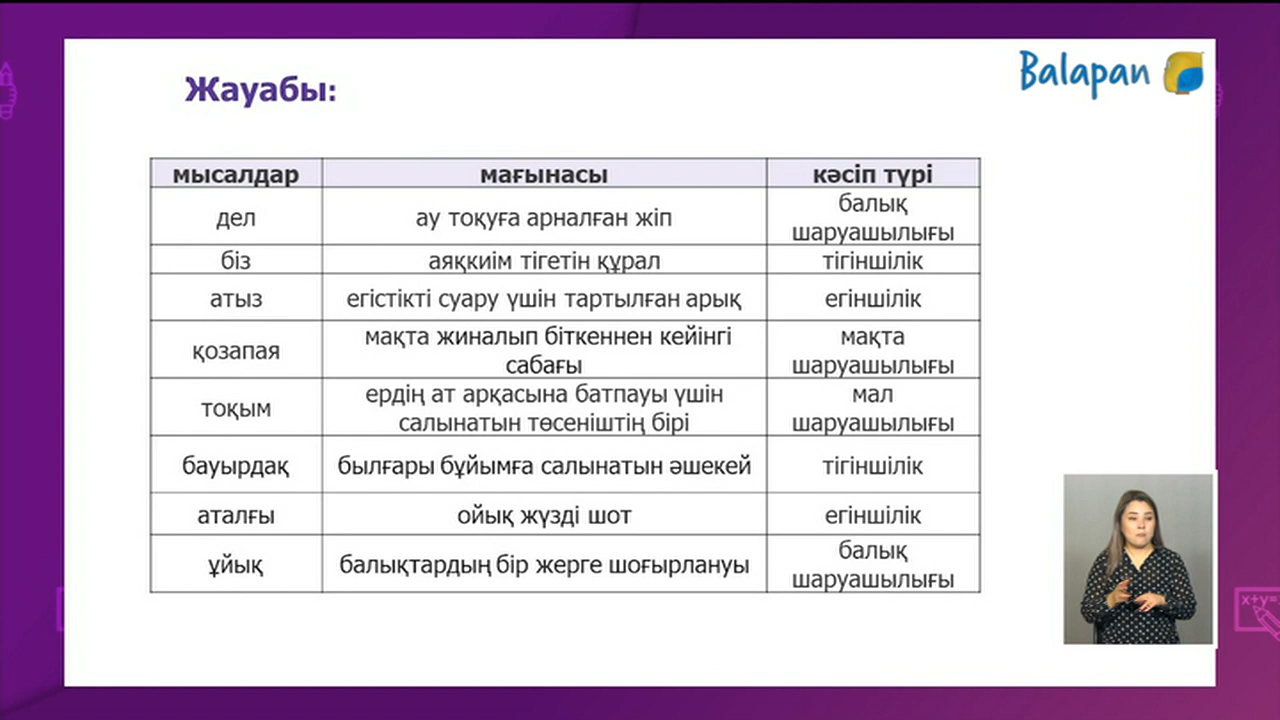 Balapan
Жауабы:
мысалдар мағынасы кәсіп түрі
дел ау тоқуға арналған жіп балық
шаруашылығы
біз аяқкиім тігетін құрал тігіншілік
атыз егістікті суару үшін тартылған арық егіншілік
қозапая мақта жиналып біткеннен кейінгі
сабағы мақта
шаруашылығы
тоқым ердің ат арқасына батпауы үшін
салынатын төсеніштің бірі мал
шаруашылығы
бауырдақ былғары бұйымға салынатын әшекей тігіншілік
аталғы ойық жүзді шот егіншілік
ұйық балықтардың бір жерге шоғырлануы балық
шаруашылығы
x+y=